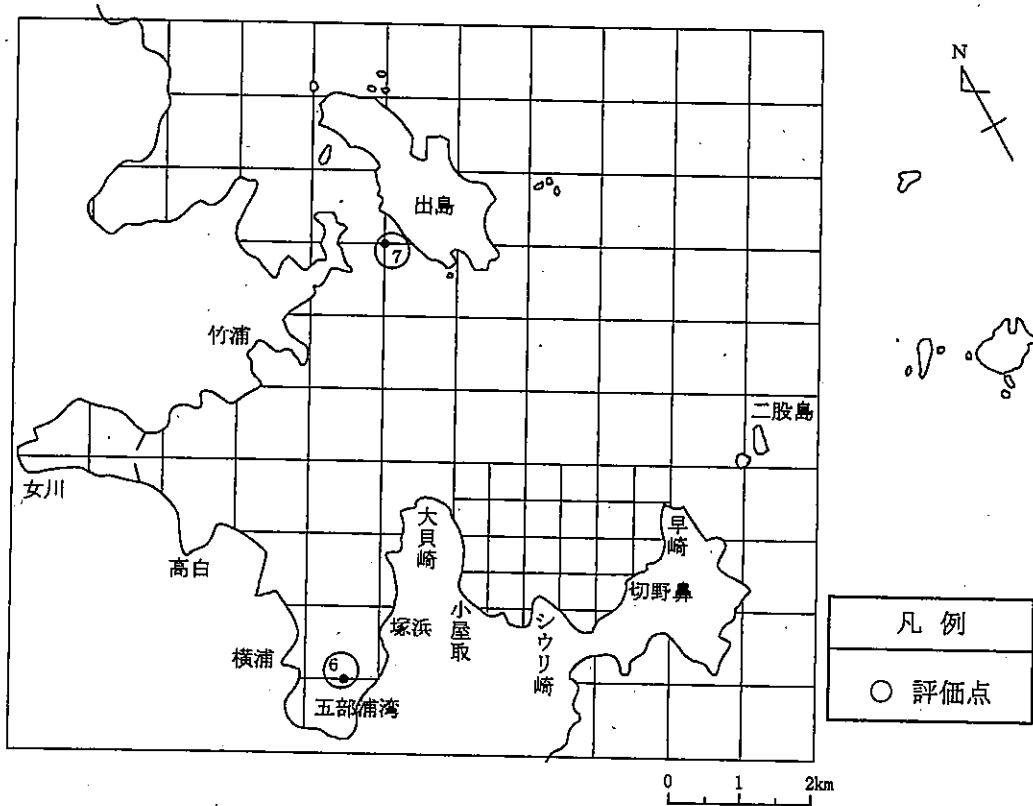 N
出島
7
竹浦
二股島
女川
大貝崎
早崎
高白
切野鼻
小屋取
塚浜
シウリ崎
横浦
6
五部浦湾
凡例
○ 評価点
0 1 2km